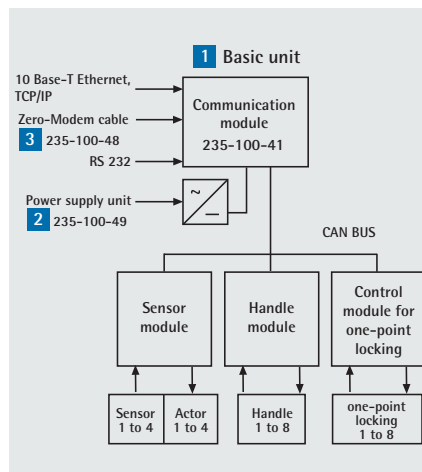 1 Basic unit
10 Base-T Ethernet,
TCP/IP
Zero-Modem cable
3 235-100-48
RS 232
Communication
module
235-100-41
~
—
Power supply unit
2 235-100-49
CAN BUS
Sensor
module
Handle
module
Control
module for
one-point
locking
Sensor
1 to 4
Actor
1 to 4
Handle
1 to 8
one-point
locking
1 to 8